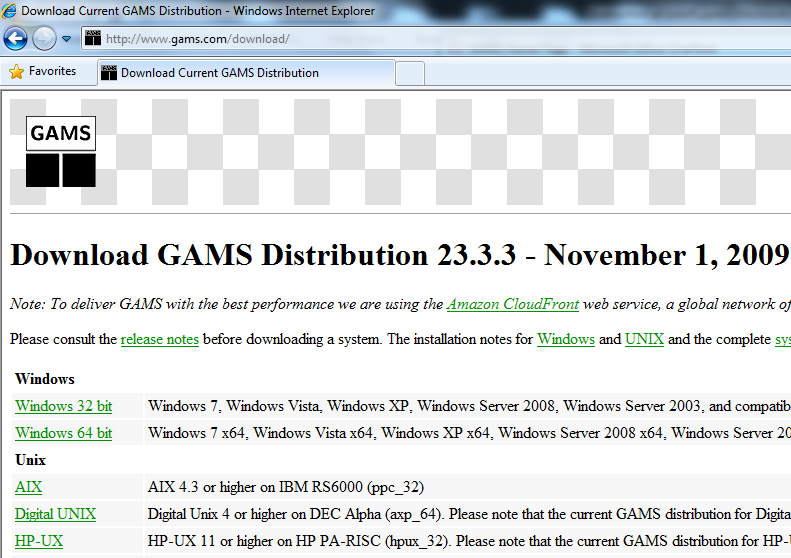 Download Current GAMS Distribution - Windows Internet Explorer
http://www.gams.com/download/
Favorites
Download Current GAMS Distribution
GAMS
Download GAMS Distribution 23.3.3 - November 1, 2009
Note: To deliver GAMS with the best performance we are using the Amazon CloudFront web service, a global network of
Please consult the release notes before downloading a system. The installation notes for Windows and UNIX and the complete sys
Windows
Windows 32 bit Windows 7, Windows Vista, Windows XP, Windows Server 2008, Windows Server 2003, and compatib
Windows 64 bit Windows 7 x64, Windows Vista x64, Windows XP x64, Windows Server 2008 x64, Windows Server 20
Unix
AIX AIX 4.3 or higher on IBM RS6000 (ppc_32)
Digital UNIX Digital Unix 4 or higher on DEC Alpha (axp_64). Please note that the current GAMS distribution for Digita
HP-UX HP-UX 11 or higher on HP PA-RISC (hpux_32). Please note that the current GAMS distribution for HP-U